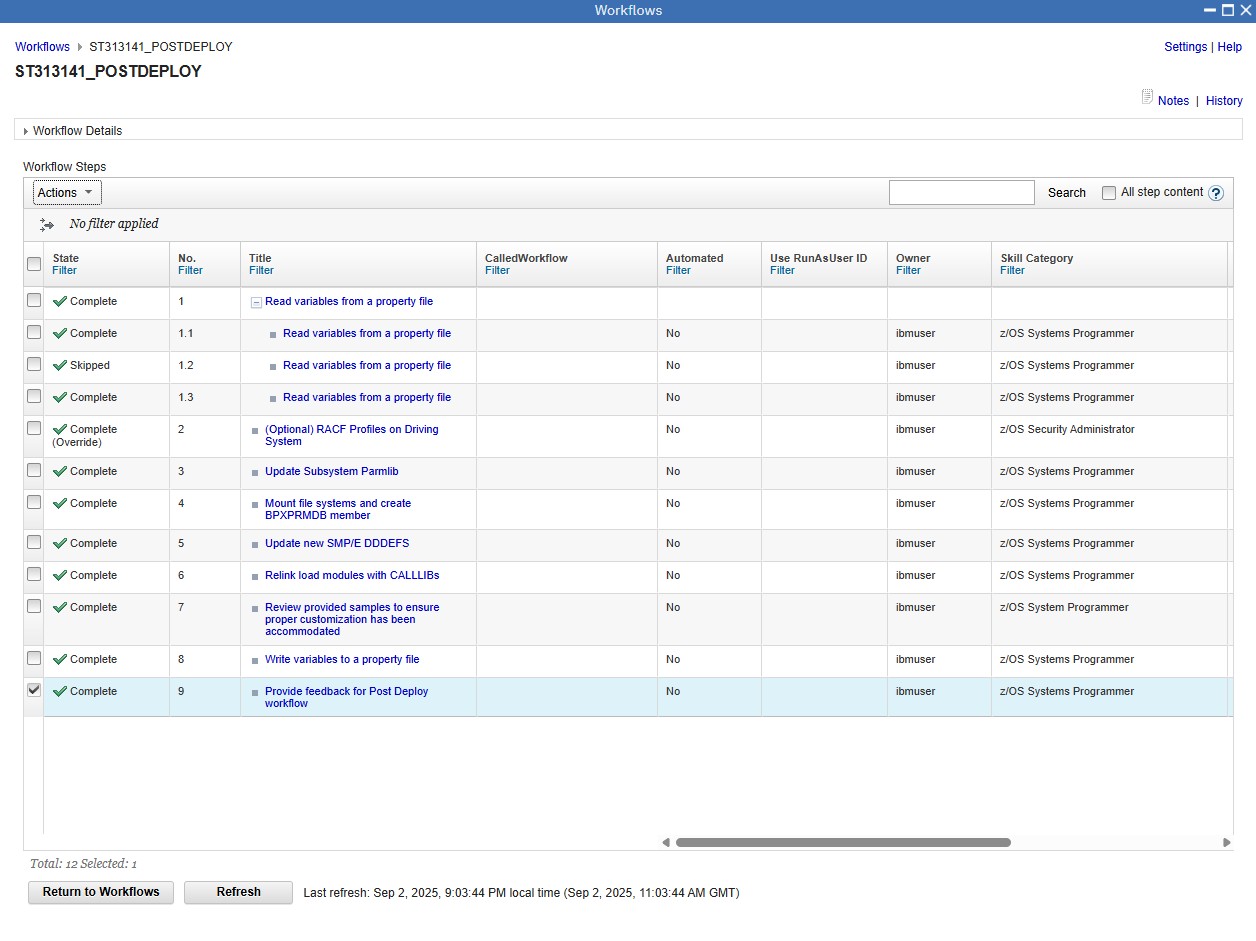 Workflows
Workflows ST313141_POSTDEPLOY Settings | Help
ST313141_POSTDEPLOY
Notes | History
Workflow Details
Workflow Steps
Actions Search All step content ?
No filter applied
State No. Title CalledWorkflow Automated Use RunAsUser ID Owner Skill Category
Filter Filter Filter Filter Filter Filter Filter Filter
Complete 1 Read variables from a property file
Complete 1.1 Read variables from a property file No ibmuser z/OS Systems Programmer
Skipped 1.2 Read variables from a property file No ibmuser z/OS Systems Programmer
Complete 1.3 Read variables from a property file No ibmuser z/OS Systems Programmer
Complete 2 (Optional) RACF Profiles on Driving No ibmuser z/OS Security Administrator
(Override) System
Complete 3 Update Subsystem Parmlib No ibmuser z/OS Systems Programmer
Complete 4 Mount file systems and create No ibmuser z/OS Systems Programmer
BPXPRMDB member
Complete 5 Update new SMP/E DDDEFS No ibmuser z/OS Systems Programmer
Complete 6 Relink load modules with CALLLIBs No ibmuser z/OS Systems Programmer
Complete 7 Review provided samples to ensure No ibmuser z/OS System Programmer
proper customization has been
accommodated
Complete 8 Write variables to a property file No ibmuser z/OS Systems Programmer
Complete 9 Provide feedback for Post Deploy No ibmuser z/OS Systems Programmer
workflow
Total: 12 Selected: 1
Return to Workflows Refresh Last refresh: Sep 2, 2025, 9:03:44 PM local time (Sep 2, 2025, 11:03:44 AM GMT)